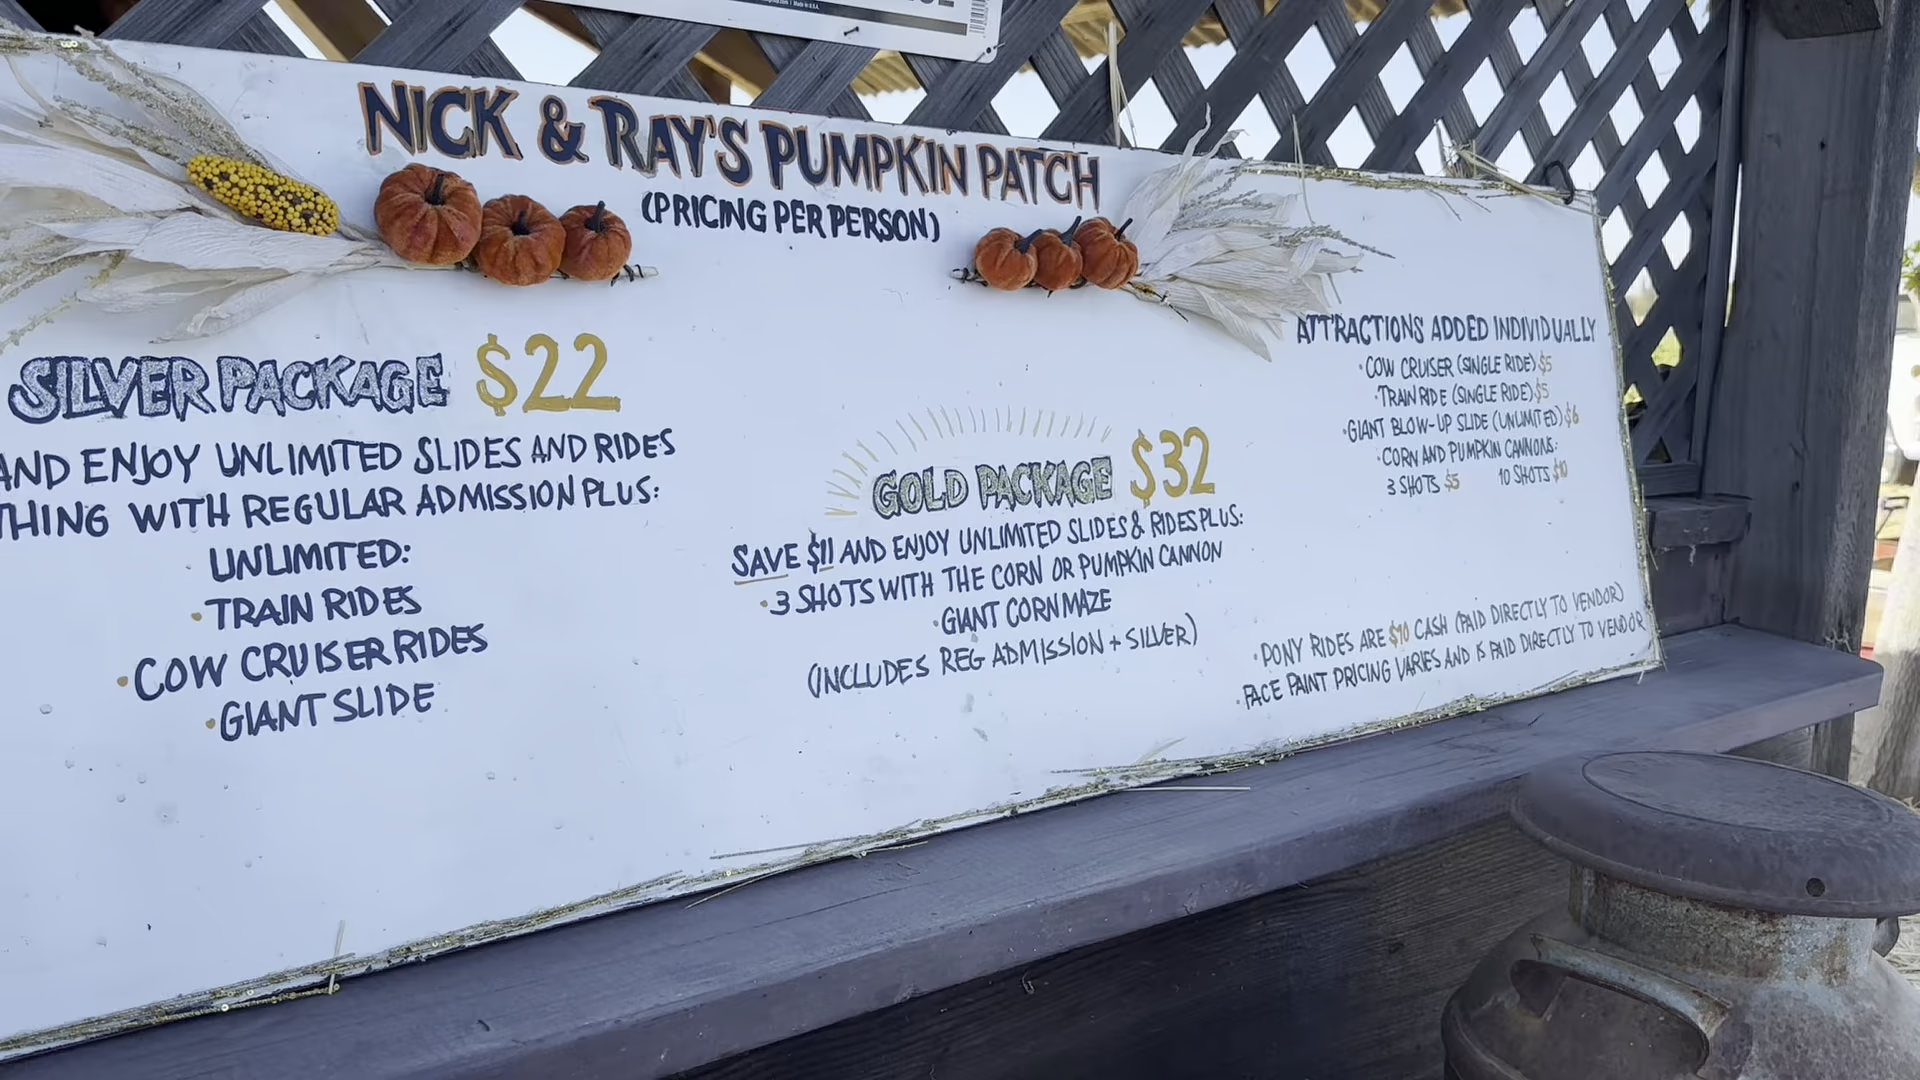 Made in U.S.A.
NICK & RAY'S PUMPKIN PATCH
(PRICING PER PERSON)
SILVER PACKAGE $22
AND ENJOY UNLIMITED SLIDES AND RIDES
THING WITH REGULAR ADMISSION PLUS:
UNLIMITED:
• TRAIN RIDES
• COW CRUISER RIDES
• GIANT SLIDE
GOLD PACKAGE $32
SAVE $11 AND ENJOY UNLIMITED SLIDES & RIDES PLUS:
• 3 SHOTS WITH THE CORN OR PUMPKIN CANNON
• GIANT CORN MAZE
(INCLUDES REG ADMISSION + SILVER)
ATTRACTIONS ADDED INDIVIDUALLY
• COW CRUISER (SINGLE RIDE) $5
• TRAIN RIDE (SINGLE RIDE) $5
• GIANT BLOW-UP SLIDE (UNLIMITED) $6
• CORN AND PUMPKIN CANNONS:
3 SHOTS $5 10 SHOTS $10
• PONY RIDES ARE $10 CASH (PAID DIRECTLY TO VENDOR)
• FACE PAINT PRICING VARIES AND IS PAID DIRECTLY TO VENDOR